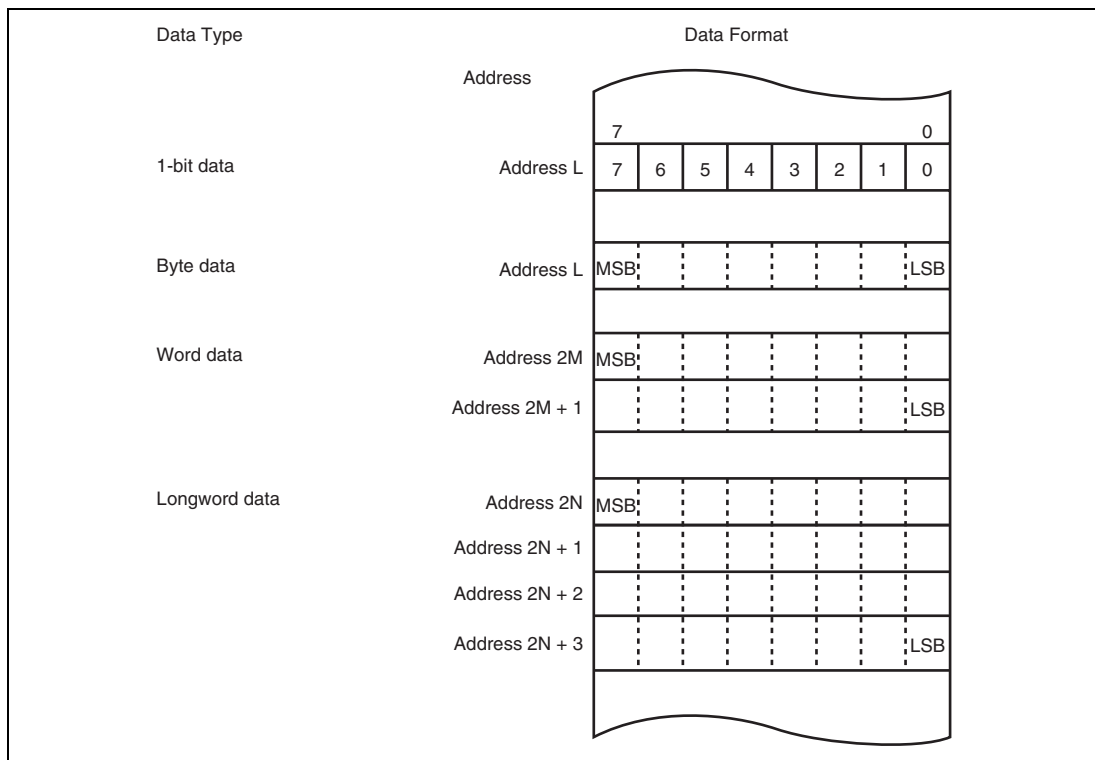 Data Type Data Format
Address
7 0
1-bit data Address L 7 6 5 4 3 2 1 0
Byte data Address L MSB LSB
Word data Address 2M MSB
Address 2M + 1 LSB
Longword data Address 2N MSB
Address 2N + 1
Address 2N + 2
Address 2N + 3 LSB